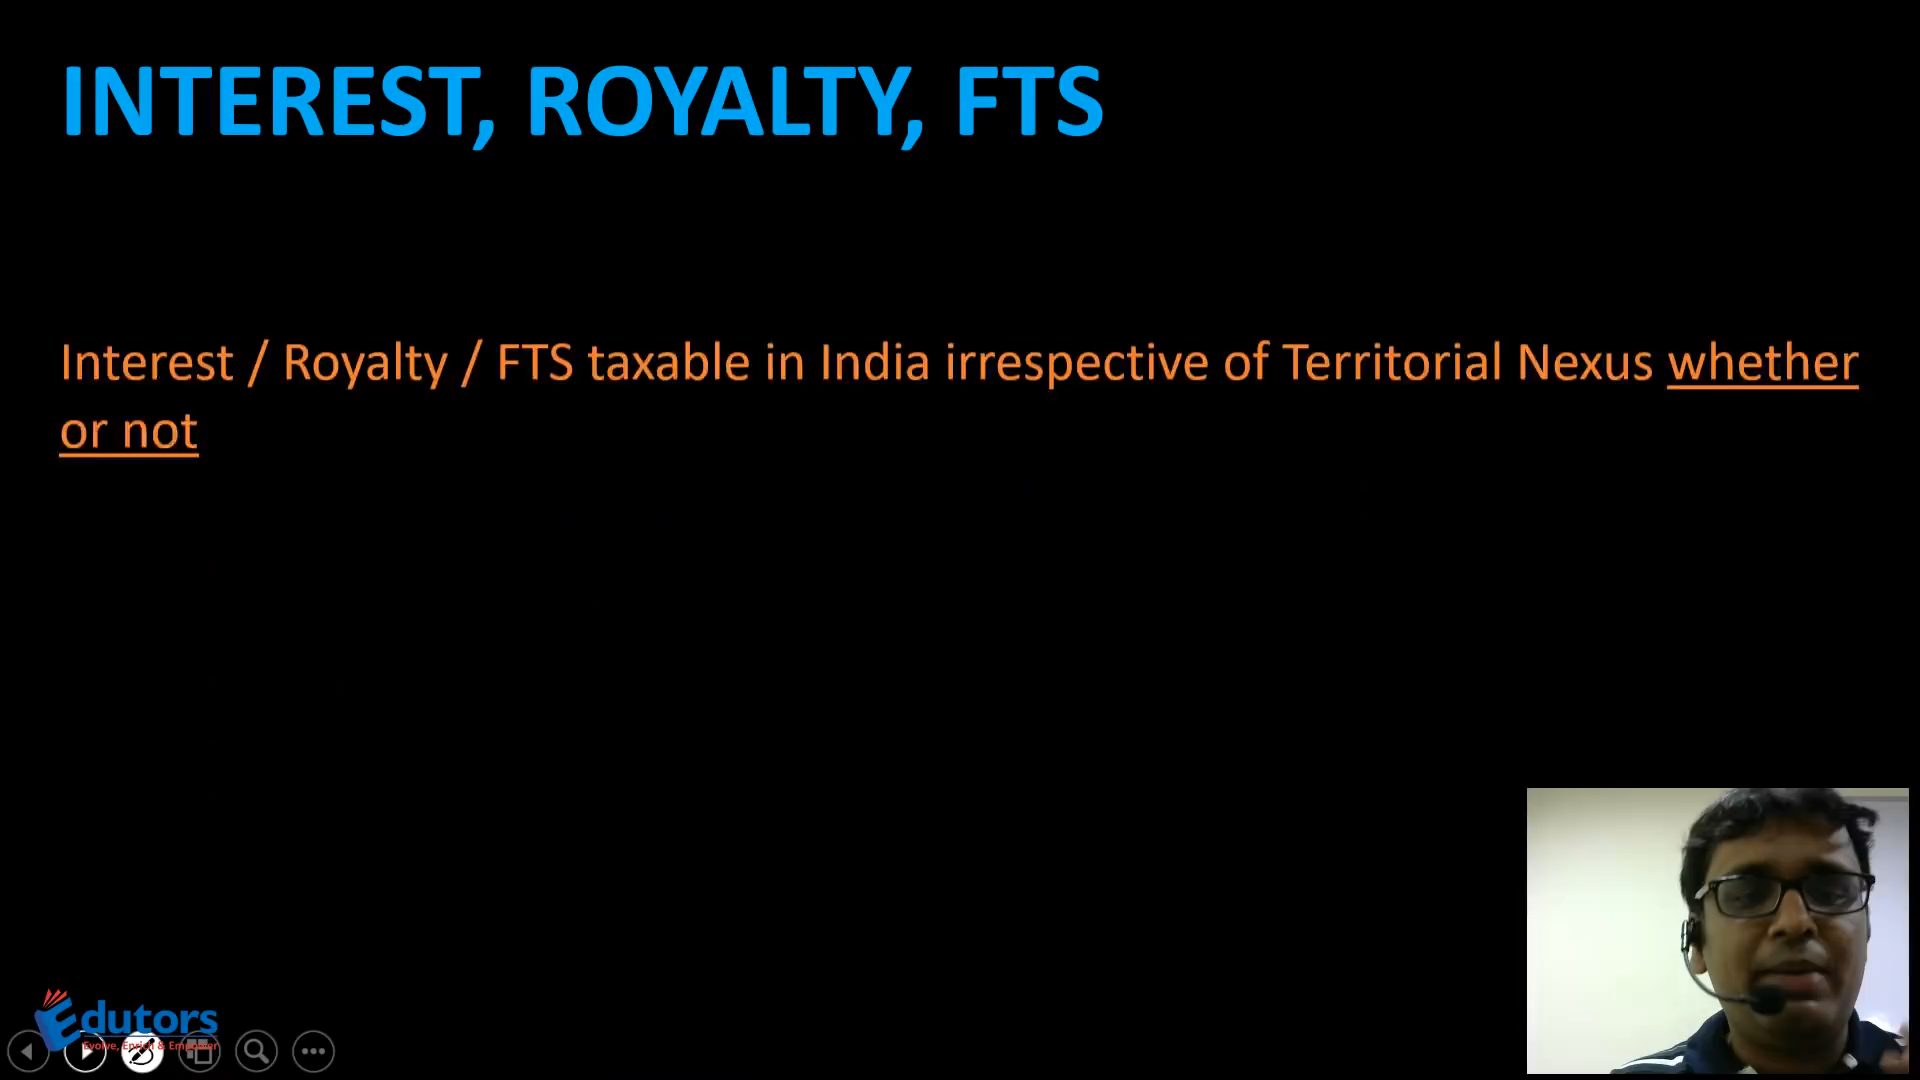 INTEREST, ROYALTY, FTS
Interest / Royalty / FTS taxable in India irrespective of Territorial Nexus whether
or not
Edutors
Evolve, Enrich & Empower